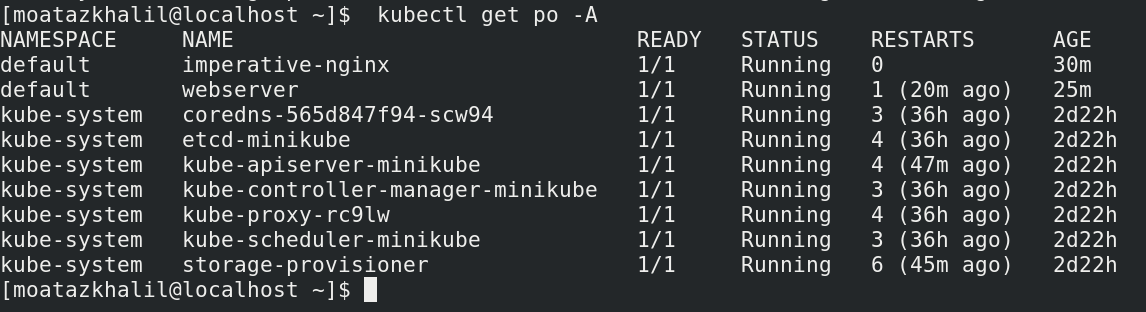 [moatazkhalil@localhost ~]$  kubectl get po -A
NAMESPACE     NAME                               READY   STATUS    RESTARTS      AGE
default       imperative-nginx                   1/1     Running   0             30m
default       webserver                          1/1     Running   1 (20m ago)   25m
kube-system   coredns-565d847f94-scw94           1/1     Running   3 (36h ago)   2d22h
kube-system   etcd-minikube                      1/1     Running   4 (36h ago)   2d22h
kube-system   kube-apiserver-minikube            1/1     Running   4 (47m ago)   2d22h
kube-system   kube-controller-manager-minikube   1/1     Running   3 (36h ago)   2d22h
kube-system   kube-proxy-rc9lw                   1/1     Running   4 (36h ago)   2d22h
kube-system   kube-scheduler-minikube            1/1     Running   3 (36h ago)   2d22h
kube-system   storage-provisioner                1/1     Running   6 (45m ago)   2d22h
[moatazkhalil@localhost ~]$